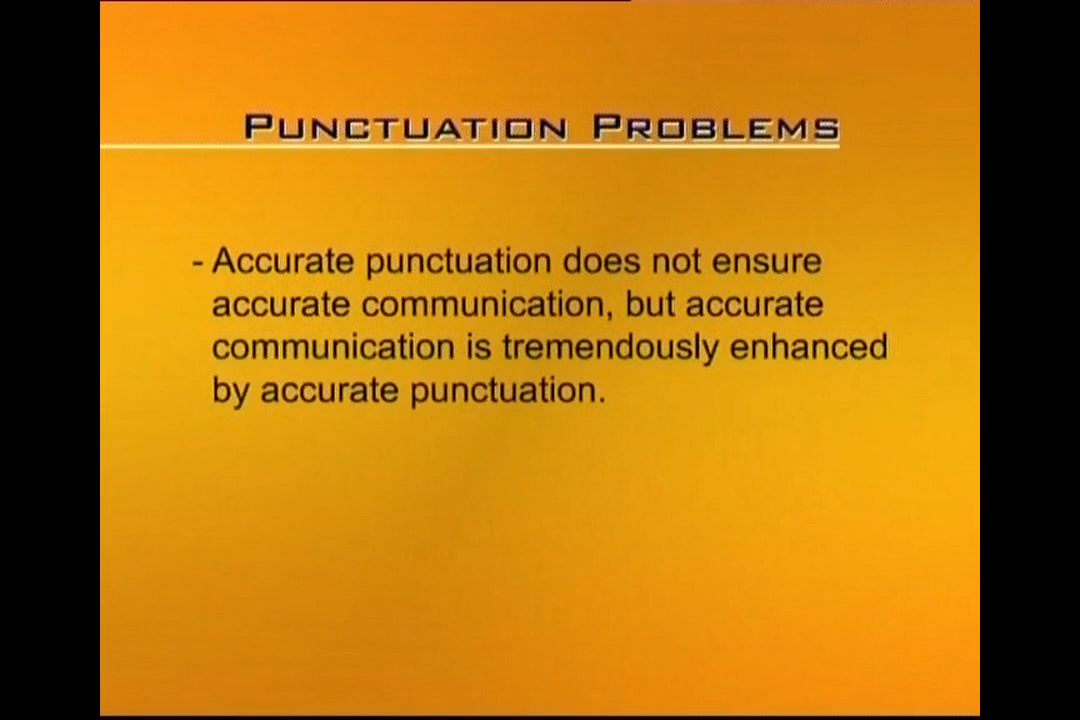 PUNCTUATION PROBLEMS
- Accurate punctuation does not ensure
accurate communication, but accurate
communication is tremendously enhanced
by accurate punctuation.